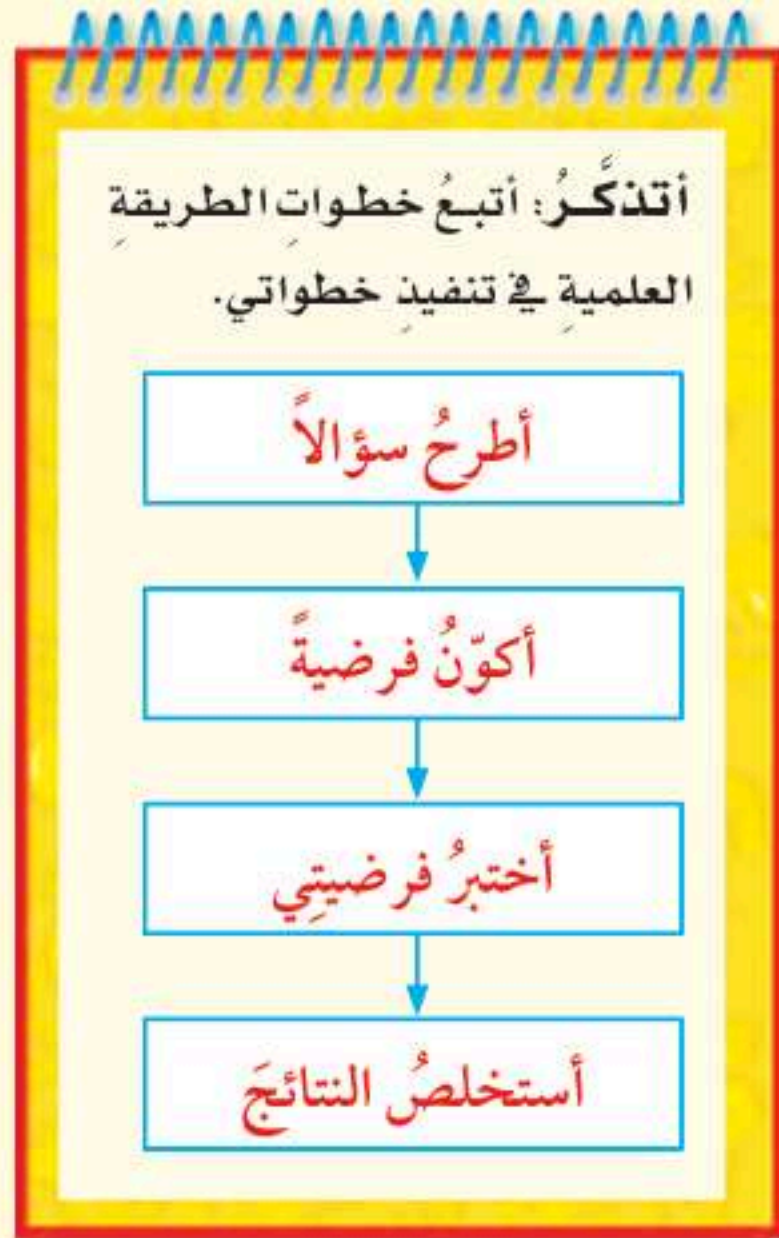 أتذكَّرُ: أتبعُ خطواتِ الطريقةِ
العلميةِ في تنفيذِ خطواتي.
أطرحُ سؤالاً
أكوّنُ فرضيةً
أختبرُ فرضيتِي
أستخلصُ النتائجَ